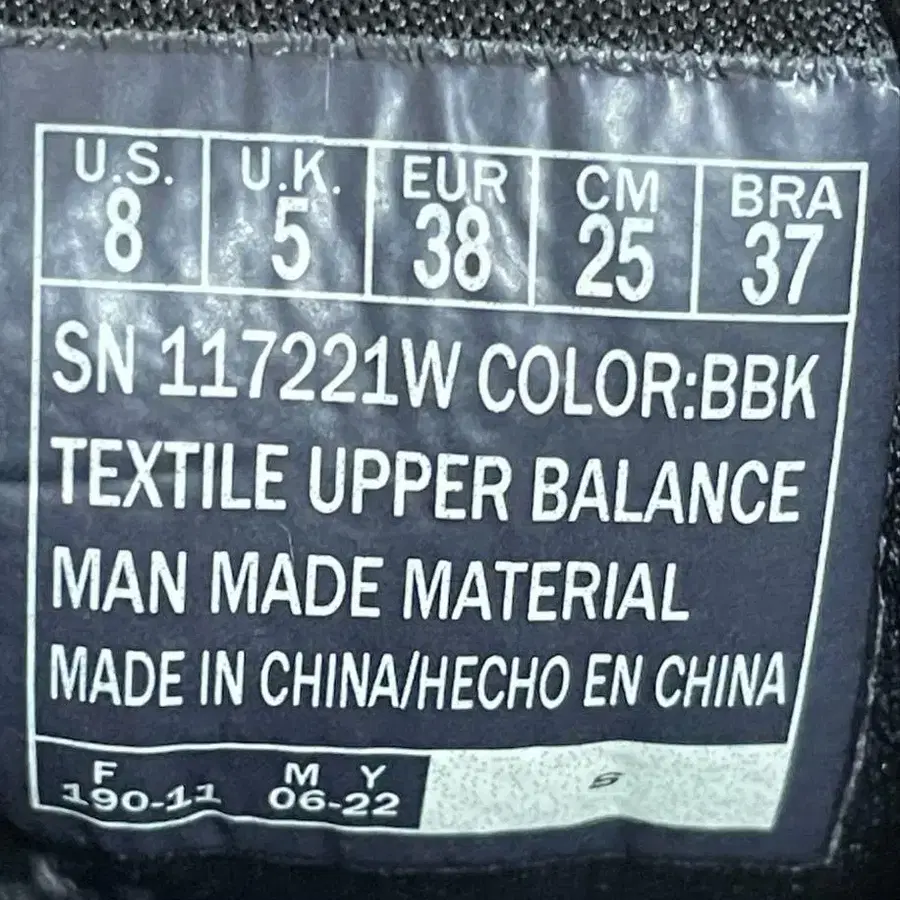 U.S. U.K. EUR CM BRA
8 5 38 25 37
SN 117221W COLOR:BBK
TEXTILE UPPER BALANCE
MAN MADE MATERIAL
MADE IN CHINA/HECHO EN CHINA
F M Y
190-11 06-22